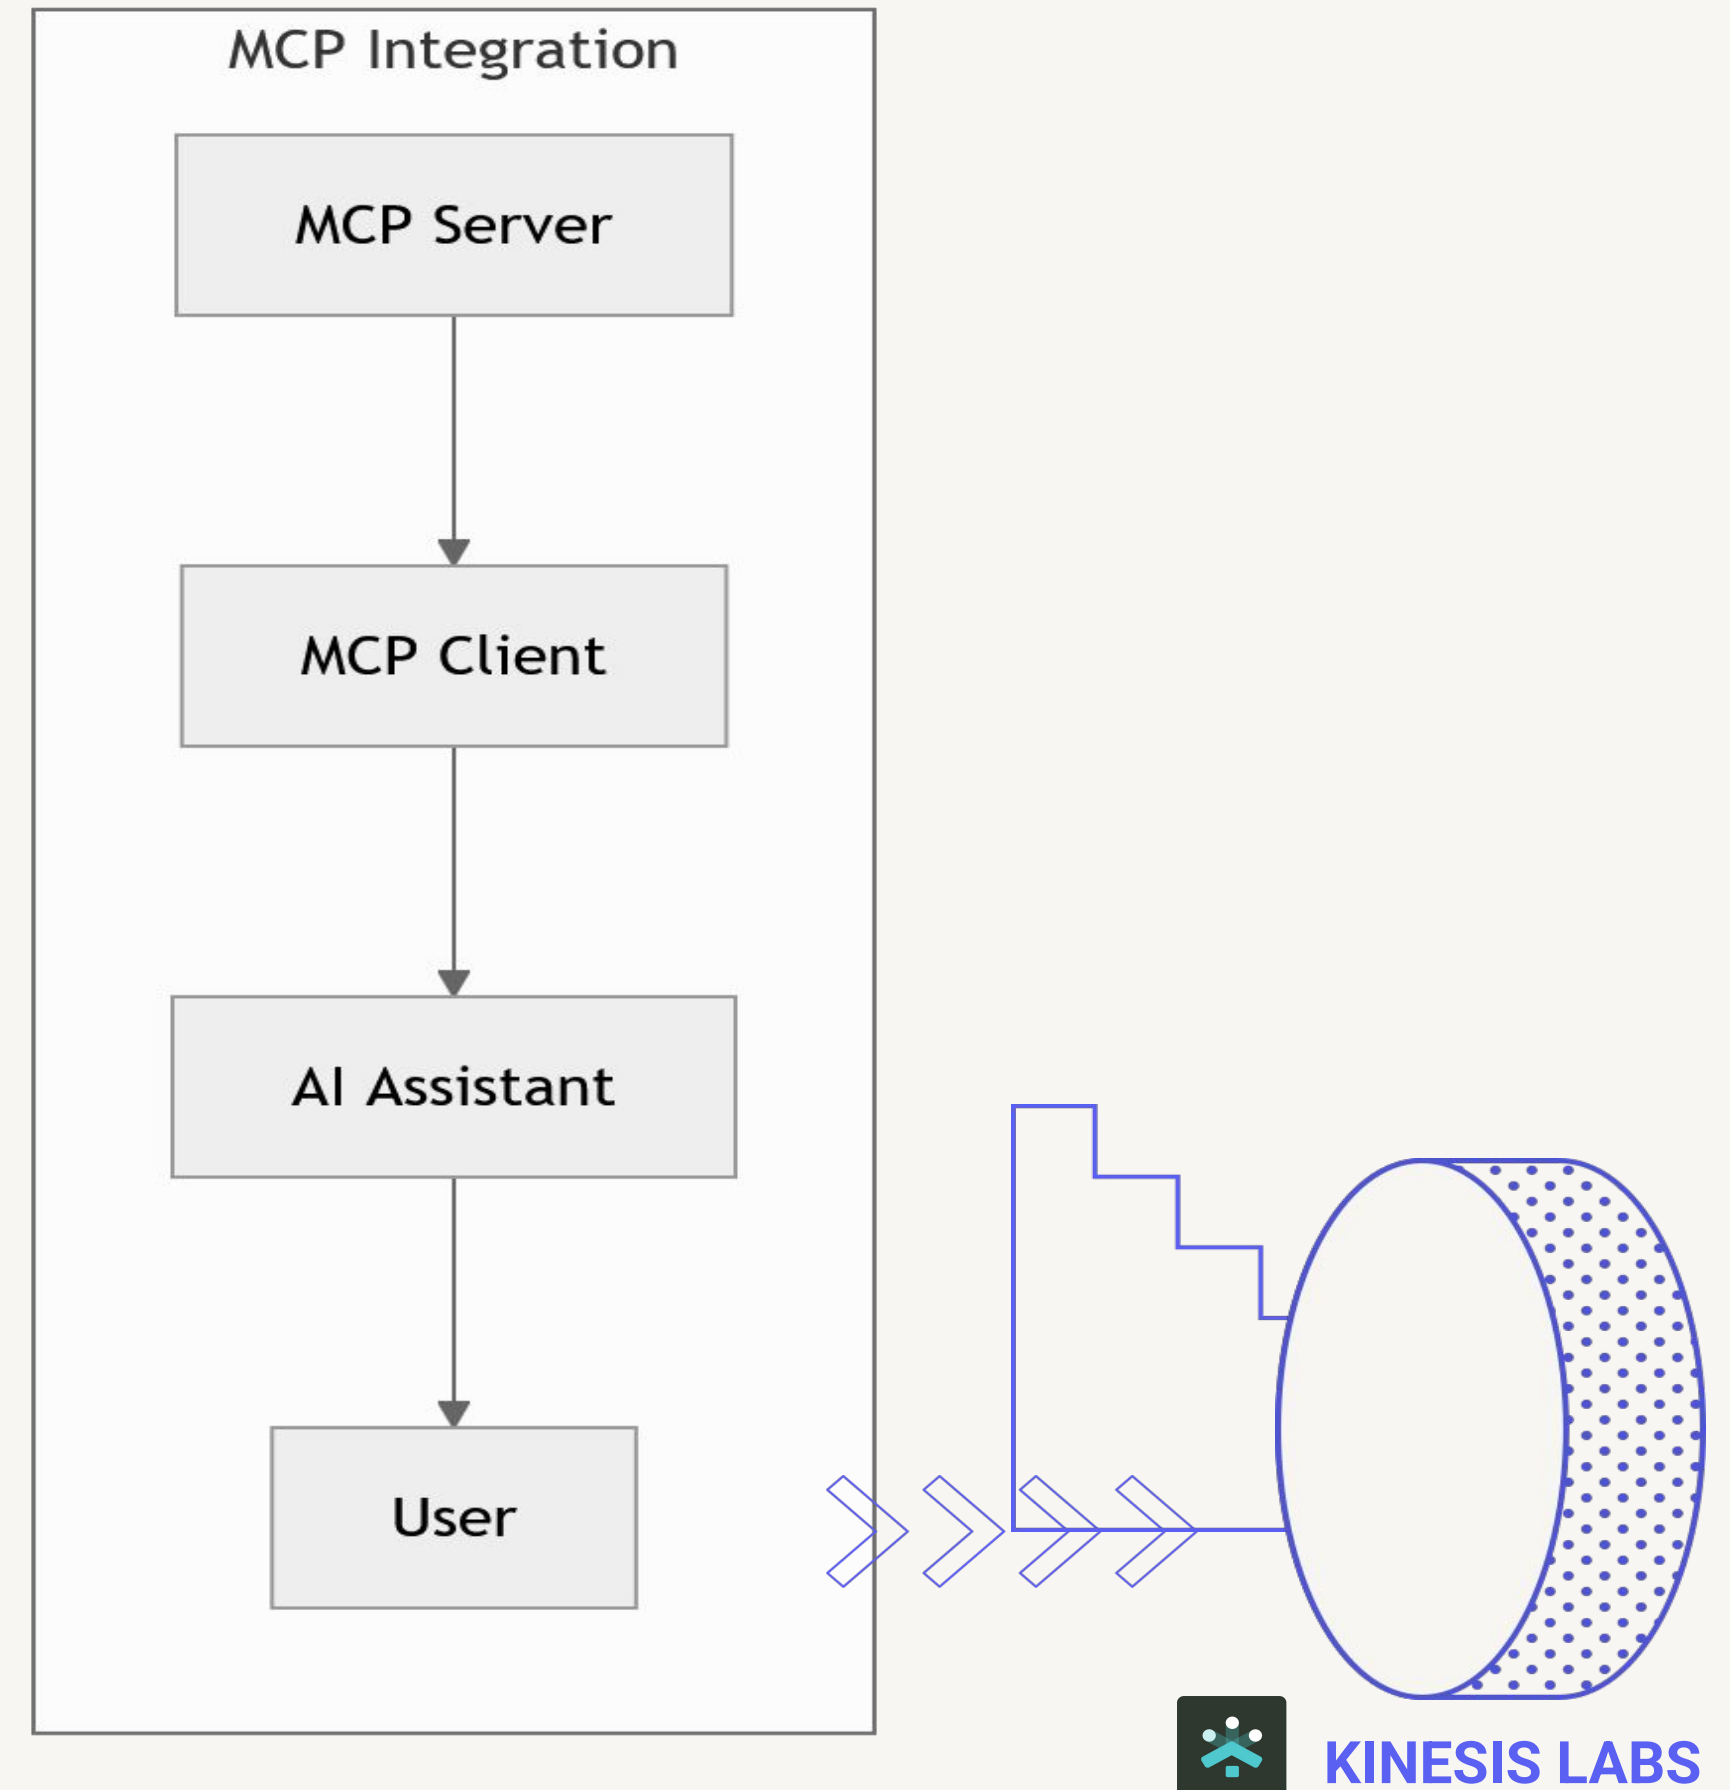 MCP Integration
MCP Server
MCP Client
AI Assistant
User
KINESIS LABS